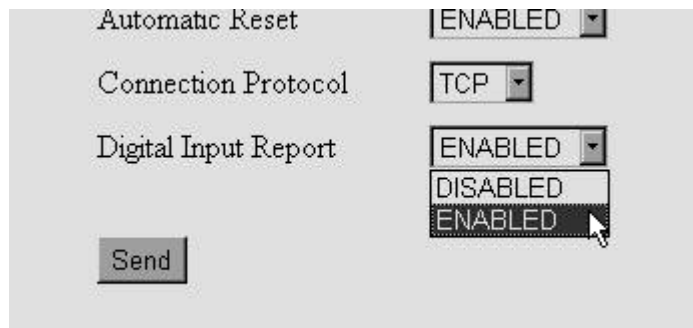 Automatic Reset ENABLED
Connection Protocol TCP
Digital Input Report ENABLED
DISABLED
ENABLED
Send